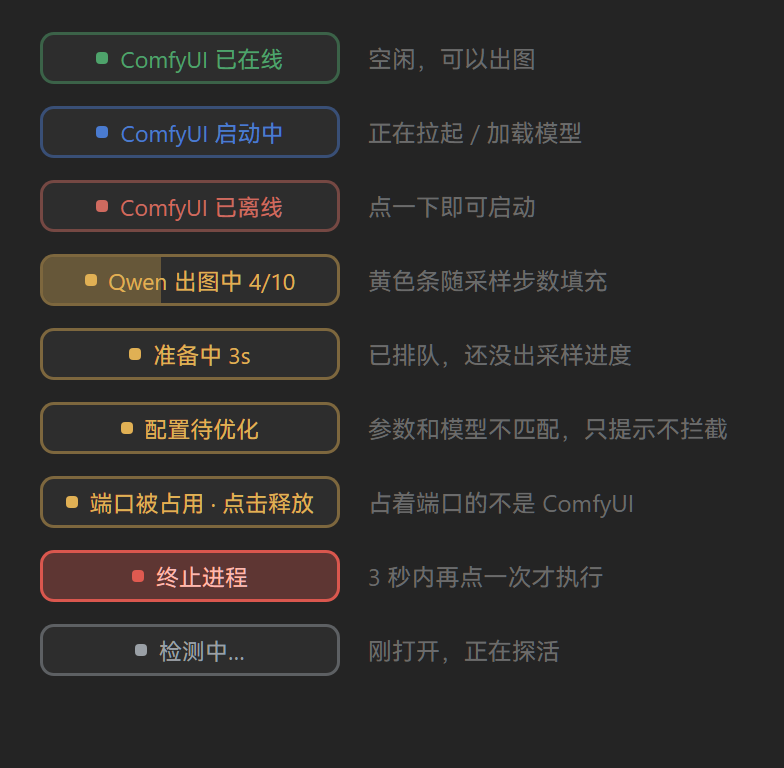 ComfyUI 已在线 空闲，可以出图
ComfyUI 启动中 正在拉起 / 加载模型
ComfyUI 已离线 点一下即可启动
Qwen 出图中 4/10 黄色条随采样步数填充
准备中 3s 已排队，还没出采样进度
配置待优化 参数和模型不匹配，只提示不拦截
端口被占用 · 点击释放 占着端口的不是 ComfyUI
终止进程 3 秒内再点一次才执行
检测中... 刚打开，正在探活